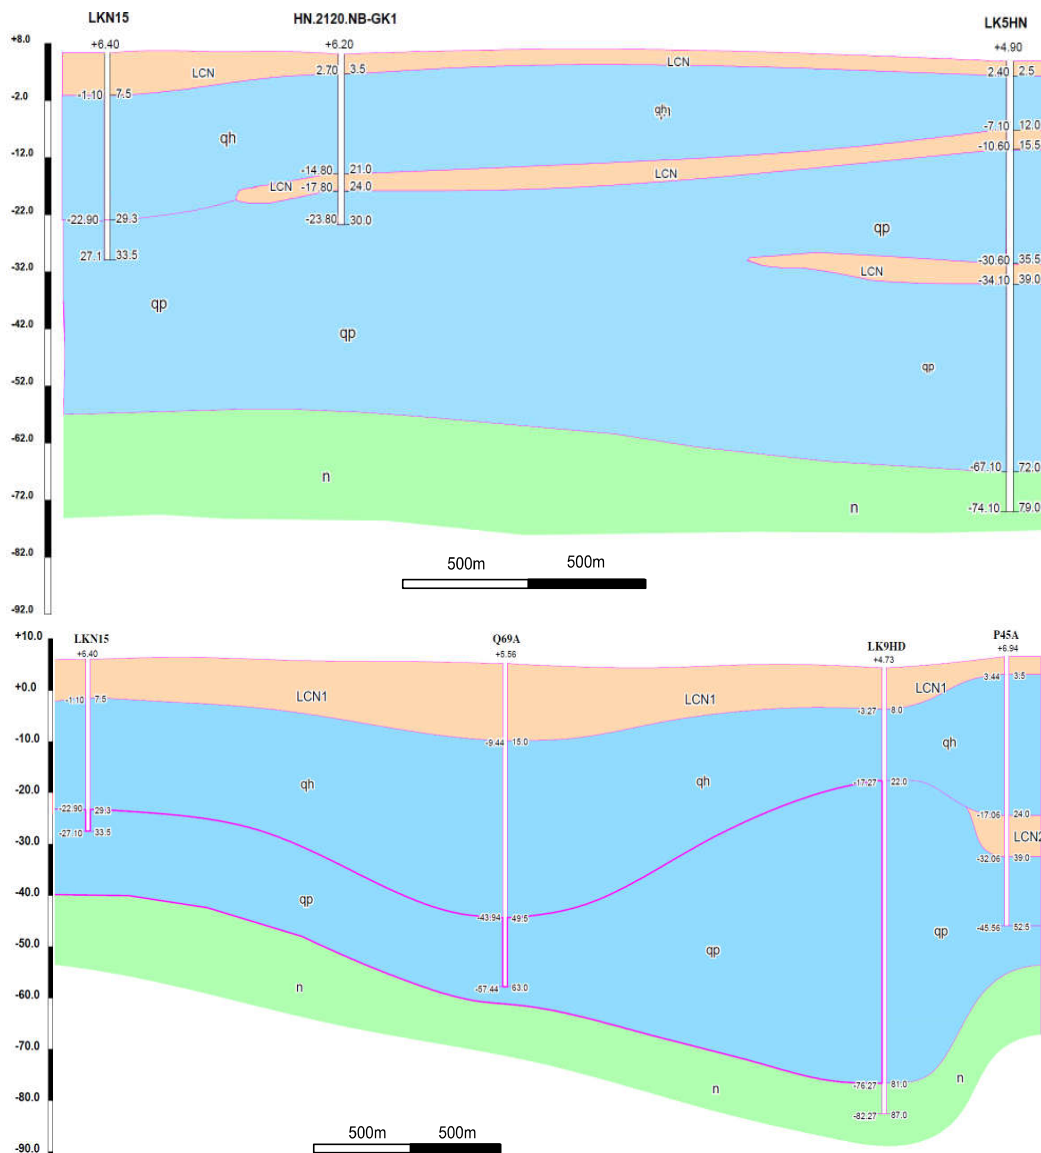 LKN15 HN.2120.NB-GK1 LK5HN
+8.0 +6.40 +6.20 +4.90
LCN 2.70 3.5 LCN 2.40 2.5
-2.0 -1.10 7.5
qh qh -7.10 12.0
-12.0 -10.60 15.5
-14.80 21.0
LCN -17.80 24.0 LCN
-22.0 -22.90 29.3 -23.80 30.0 qp
27.1 33.5 -30.60 35.5
-32.0 LCN -34.10 39.0
qp qp
-42.0
qp
-52.0
-62.0
n -67.10 72.0
-72.0 n -74.10 79.0
-82.0
500m 500m
-92.0
+10.0 LKN15 Q69A LK9HD P45A
+6.40 +5.56 +4.73 +6.94
+0.0 -1.10 7.5 LCN1 LCN1 LCN1 3.44 3.5
-3.27 8.0
-10.0 -9.44 15.0 qh
qh qh -17.27 22.0
-20.0 -22.90 29.3 -17.06 24.0
-27.10 33.5 LCN2
-30.0 -32.06 39.0
-40.0 qp -43.94 49.5 qp -45.56 52.5
-50.0 qp
-57.44 63.0
-60.0 n
-70.0
n -76.27 81.0 n
-80.0 -82.27 87.0
500m 500m
-90.0